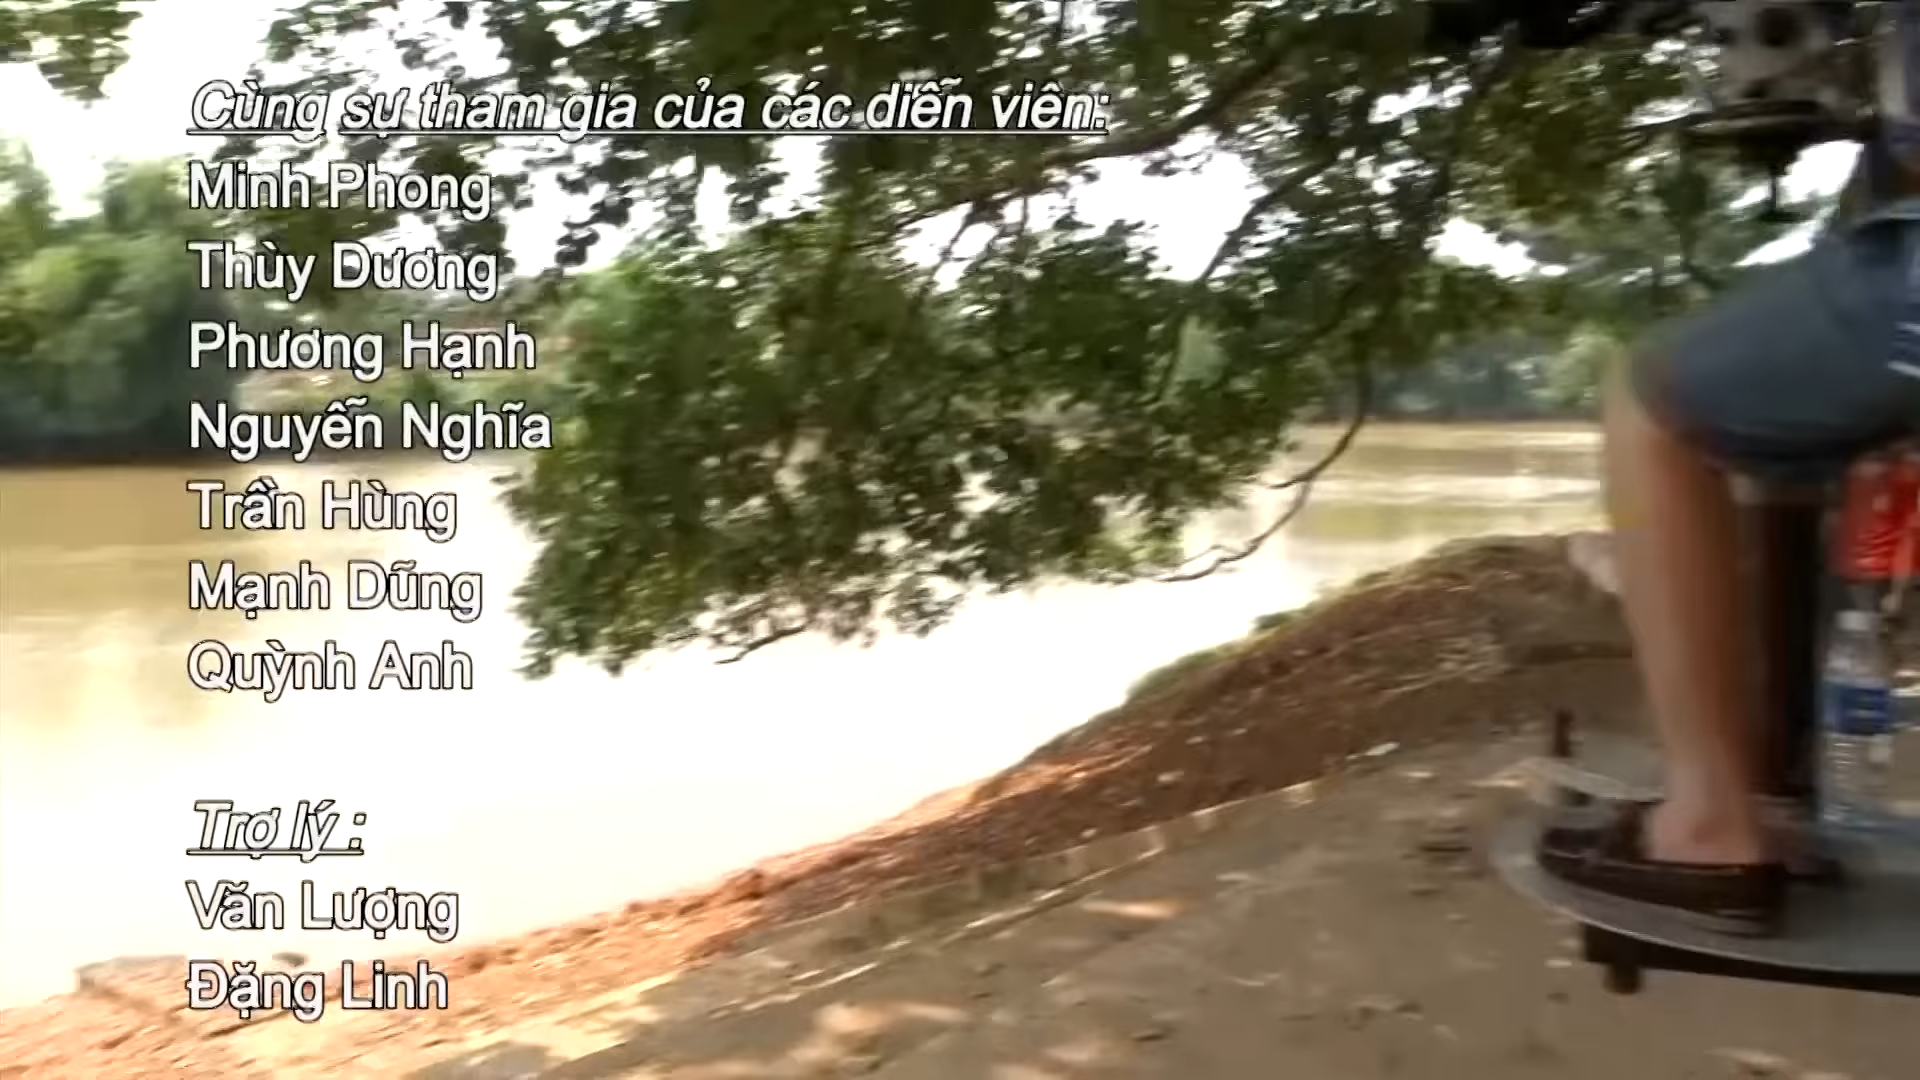 Cùng sự tham gia của các diễn viên:
Minh Phong
Thùy Dương
Phương Hạnh
Nguyễn Nghĩa
Trần Hùng
Mạnh Dũng
Quỳnh Anh
Trợ lý :
Văn Lượng
Đặng Linh